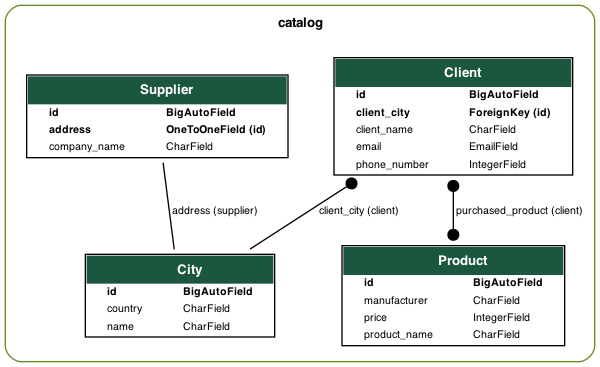 catalog
Supplier
id BigAutoField
address OneToOneField (id)
company_name CharField
Client
id BigAutoField
client_city ForeignKey (id)
client_name CharField
email EmailField
phone_number IntegerField
address (supplier)
client_city (client)
purchased_product (client)
City
id BigAutoField
country CharField
name CharField
Product
id BigAutoField
manufacturer CharField
price IntegerField
product_name CharField